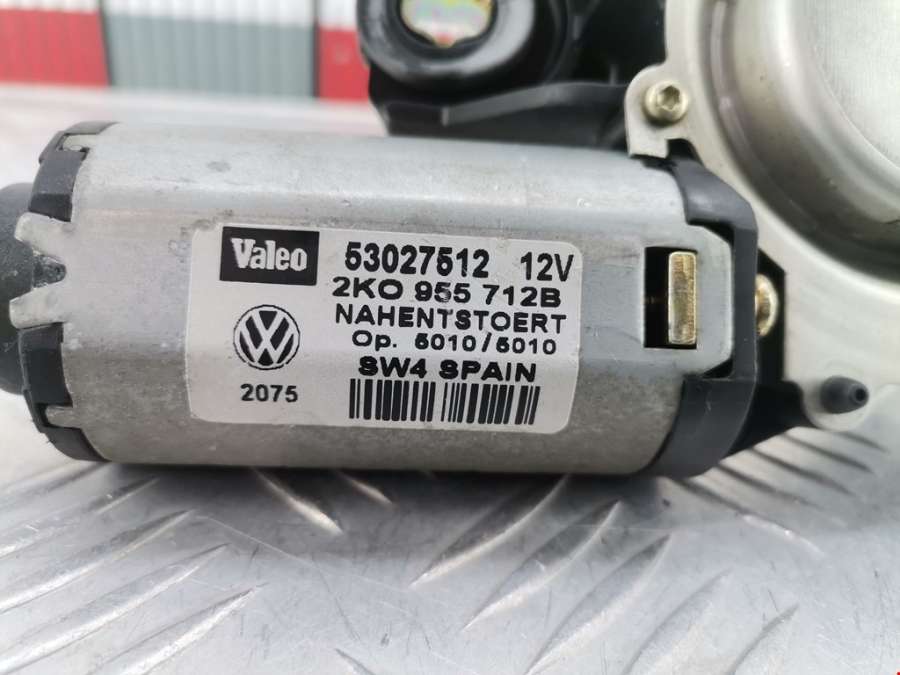 Valeo 53027512 12V
2KO 955 712B
NAHENTSTOERT
Op. 5010/5010
SW4 SPAIN
2075